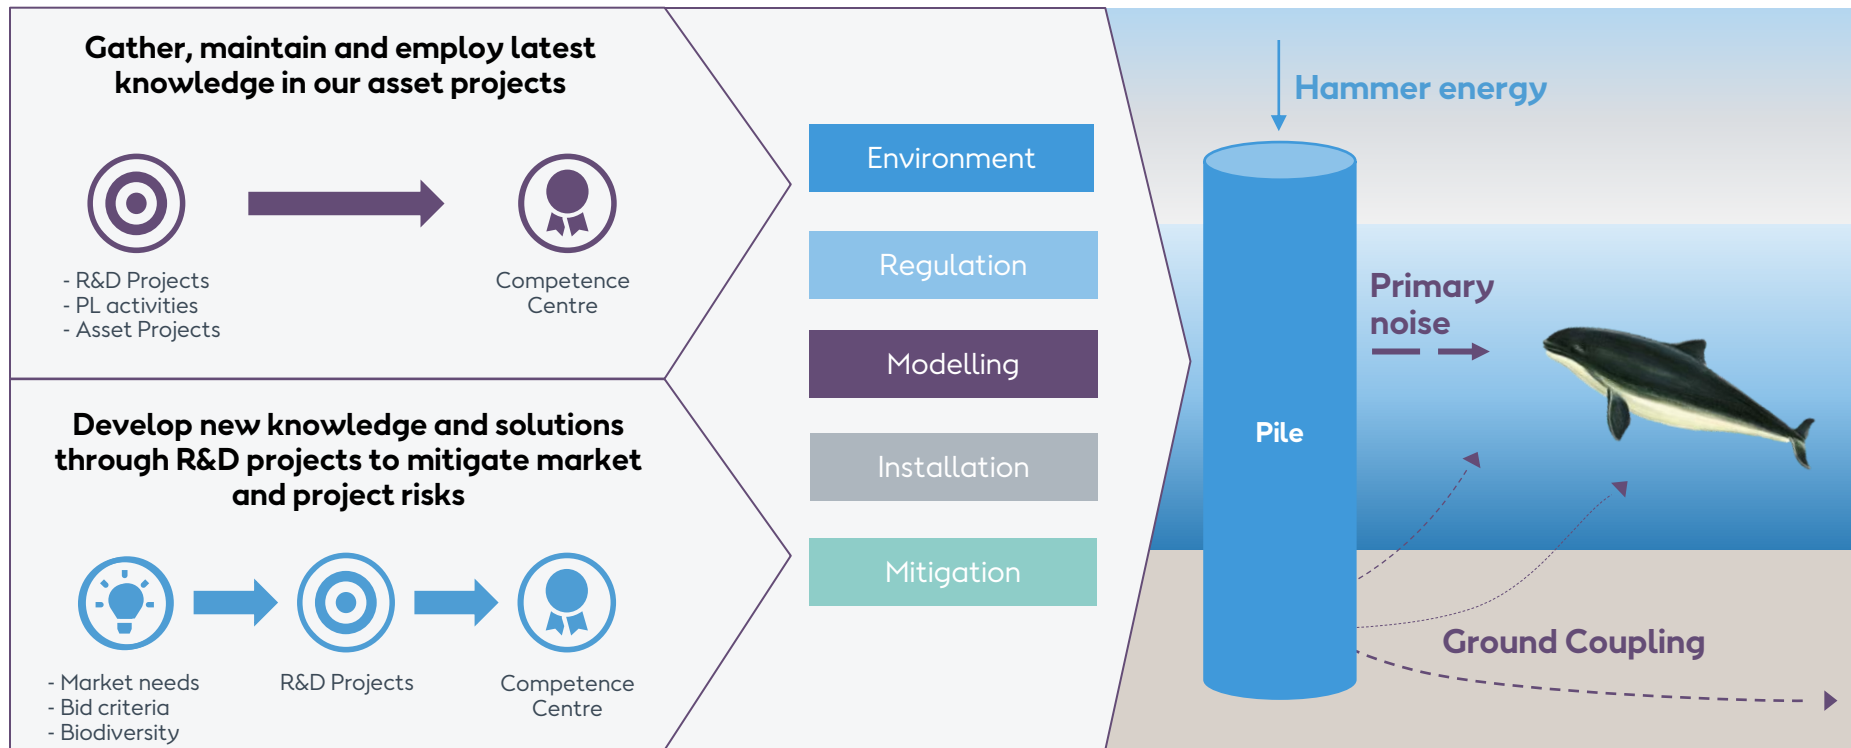 Gather, maintain and employ latest
knowledge in our asset projects
- R&D Projects
- PL activities
- Asset Projects
Competence
Centre
Develop new knowledge and solutions
through R&D projects to mitigate market
and project risks
- Market needs
- Bid criteria
- Biodiversity
R&D Projects
Competence
Centre
Environment
Regulation
Modelling
Installation
Mitigation
Hammer energy
Primary
noise
Pile
Ground Coupling